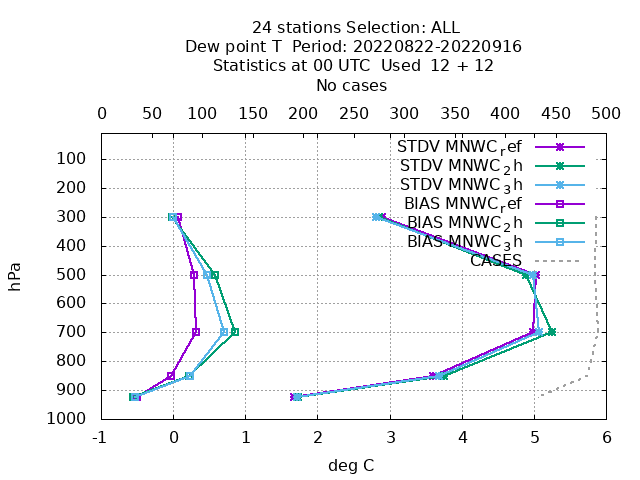 24 stations Selection: ALL
Dew point T  Period: 20220822-20220916
Statistics at 00 UTC  Used  12 + 12
No cases
0 50 100 150 200 250 300 350 400 450 500
STDV MNWC_ref
STDV MNWC_2h
STDV MNWC_3h
BIAS MNWC_ref
BIAS MNWC_2h
BIAS MNWC_3h
CASES
hPa
100
200
300
400
500
600
700
800
900
1000
-1 0 1 2 3 4 5 6
deg C